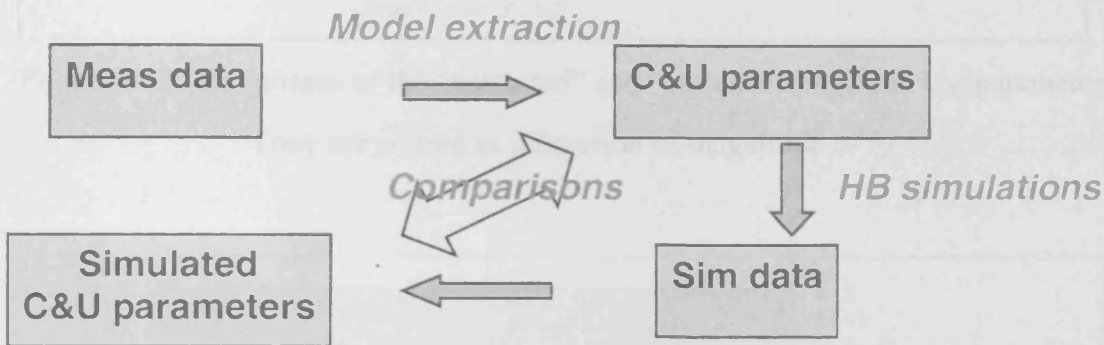 Model extraction
Meas data
C&U parameters
Comparisons
HB simulations
Simulated
C&U parameters
Sim data